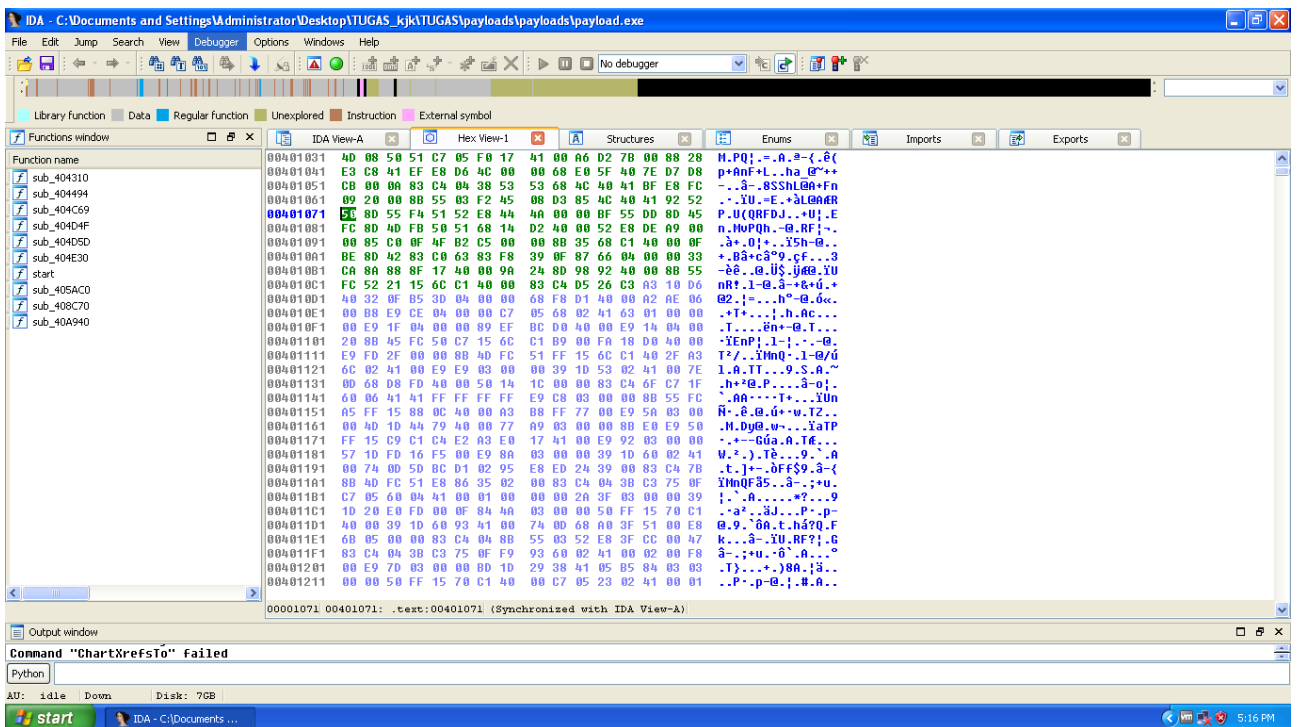 IDA - C:\Documents and Settings\Administrator\Desktop\TUGAS_kjk\TUGAS\payloads\payloads\payload.exe
File Edit Jump Search View Debugger Options Windows Help
No debugger
Library function Data Regular function Unexplored Instruction External symbol
Functions window
IDA View-A Hex View-1 Structures Enums Imports Exports
Function name
sub_404310
sub_404494
sub_404C69
sub_404D4F
sub_404D5D
sub_404E30
start
sub_405AC0
sub_408C70
sub_40A940
00401031 4D 08 50 51 C7 05 F0 17 41 00 A6 D2 7B 00 88 28
00401041 E3 C8 41 EF E8 D6 4C 00 00 68 E0 5F 40 7E D7 D8
00401051 CB 00 0A 83 C4 04 38 53 53 68 4C 40 41 BF E8 FC
00401061 09 20 00 8B 55 03 F2 45 08 D3 85 4C 40 41 92 52
00401071 50 8D 55 F4 51 52 E8 44 4A 00 00 BF 55 DD 8D 45
00401081 FC 8D 4D FB 50 51 68 14 D2 40 00 52 E8 DE A9 00
00401091 00 85 C0 0F 4F B2 C5 00 00 8B 35 68 C1 40 00 0F
004010A1 BE 8D 42 83 C0 63 83 F8 39 0F 87 66 04 00 00 33
004010B1 CA 8A 88 8F 17 40 00 9A 24 8D 98 92 40 00 8B 55
004010C1 FC 52 21 15 6C C1 40 00 83 C4 D5 26 C3 A3 10 D6
004010D1 40 32 0F B5 3D 04 00 00 68 F8 D1 40 00 A2 AE 06
004010E1 00 B8 E9 CE 04 00 00 C7 05 68 02 41 63 01 00 00
004010F1 00 E9 1F 04 00 00 89 EF BC D0 40 00 E9 14 04 00
00401101 20 8B 45 FC 50 C7 15 6C C1 B9 00 FA 18 D0 40 00
00401111 E9 FD 2F 00 00 8B 4D FC 51 FF 15 6C C1 40 2F A3
00401121 6C 02 41 00 E9 E9 03 00 00 39 1D 53 02 41 00 7E
00401131 0D 68 D8 FD 40 00 50 14 1C 00 00 83 C4 6F C7 1F
00401141 60 06 41 41 FF FF FF FF E9 C8 03 00 00 8B 55 FC
00401151 A5 FF 15 88 0C 40 00 A3 B8 FF 77 00 E9 5A 03 00
00401161 00 4D 1D 44 79 40 00 77 A9 03 00 00 8B E0 E9 50
00401171 FF 15 C9 C1 C4 E2 A3 E0 17 41 00 E9 92 03 00 00
00401181 57 1D FD 16 F5 00 E9 8A 03 00 00 39 1D 60 02 41
00401191 00 74 0D 5D BC D1 02 95 E8 ED 24 39 00 83 C4 7B
004011A1 8B 4D FC 51 E8 86 35 02 00 83 C4 04 3B C3 75 0F
004011B1 C7 05 60 04 41 00 01 00 00 00 2A 3F 03 00 00 39
004011C1 1D 20 E0 FD 00 0F 84 4A 03 00 00 50 FF 15 70 C1
004011D1 40 00 39 1D 60 93 41 00 74 0D 68 A0 3F 51 00 E8
004011E1 6B 05 00 00 83 C4 04 8B 55 03 52 E8 3F CC 00 47
004011F1 83 C4 04 3B C3 75 0F F9 93 60 02 41 00 02 00 F8
00401201 00 E9 7D 03 00 00 BD 1D 29 38 41 05 B5 84 03 03
00401211 00 00 50 FF 15 70 C1 40 00 C7 05 23 02 41 00 01
00001071 00401071: .text:00401071 (Synchronized with IDA View-A)
Output window
Command "ChartXrefsTo" failed
Python
AU: idle Down Disk: 7GB
start IDA - C:\Documents ... 5:16 PM